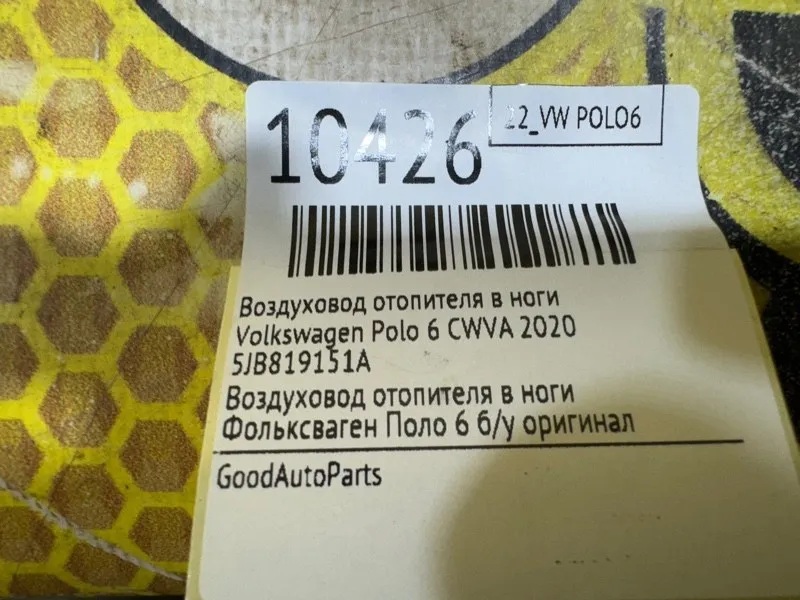 10426
22_VW POLO6
Воздуховод отопителя в ноги
Volkswagen Polo 6 CWVA 2020
5JB819151A
Воздуховод отопителя в ноги
Фольксваген Поло 6 б/у оригинал
GoodAutoParts